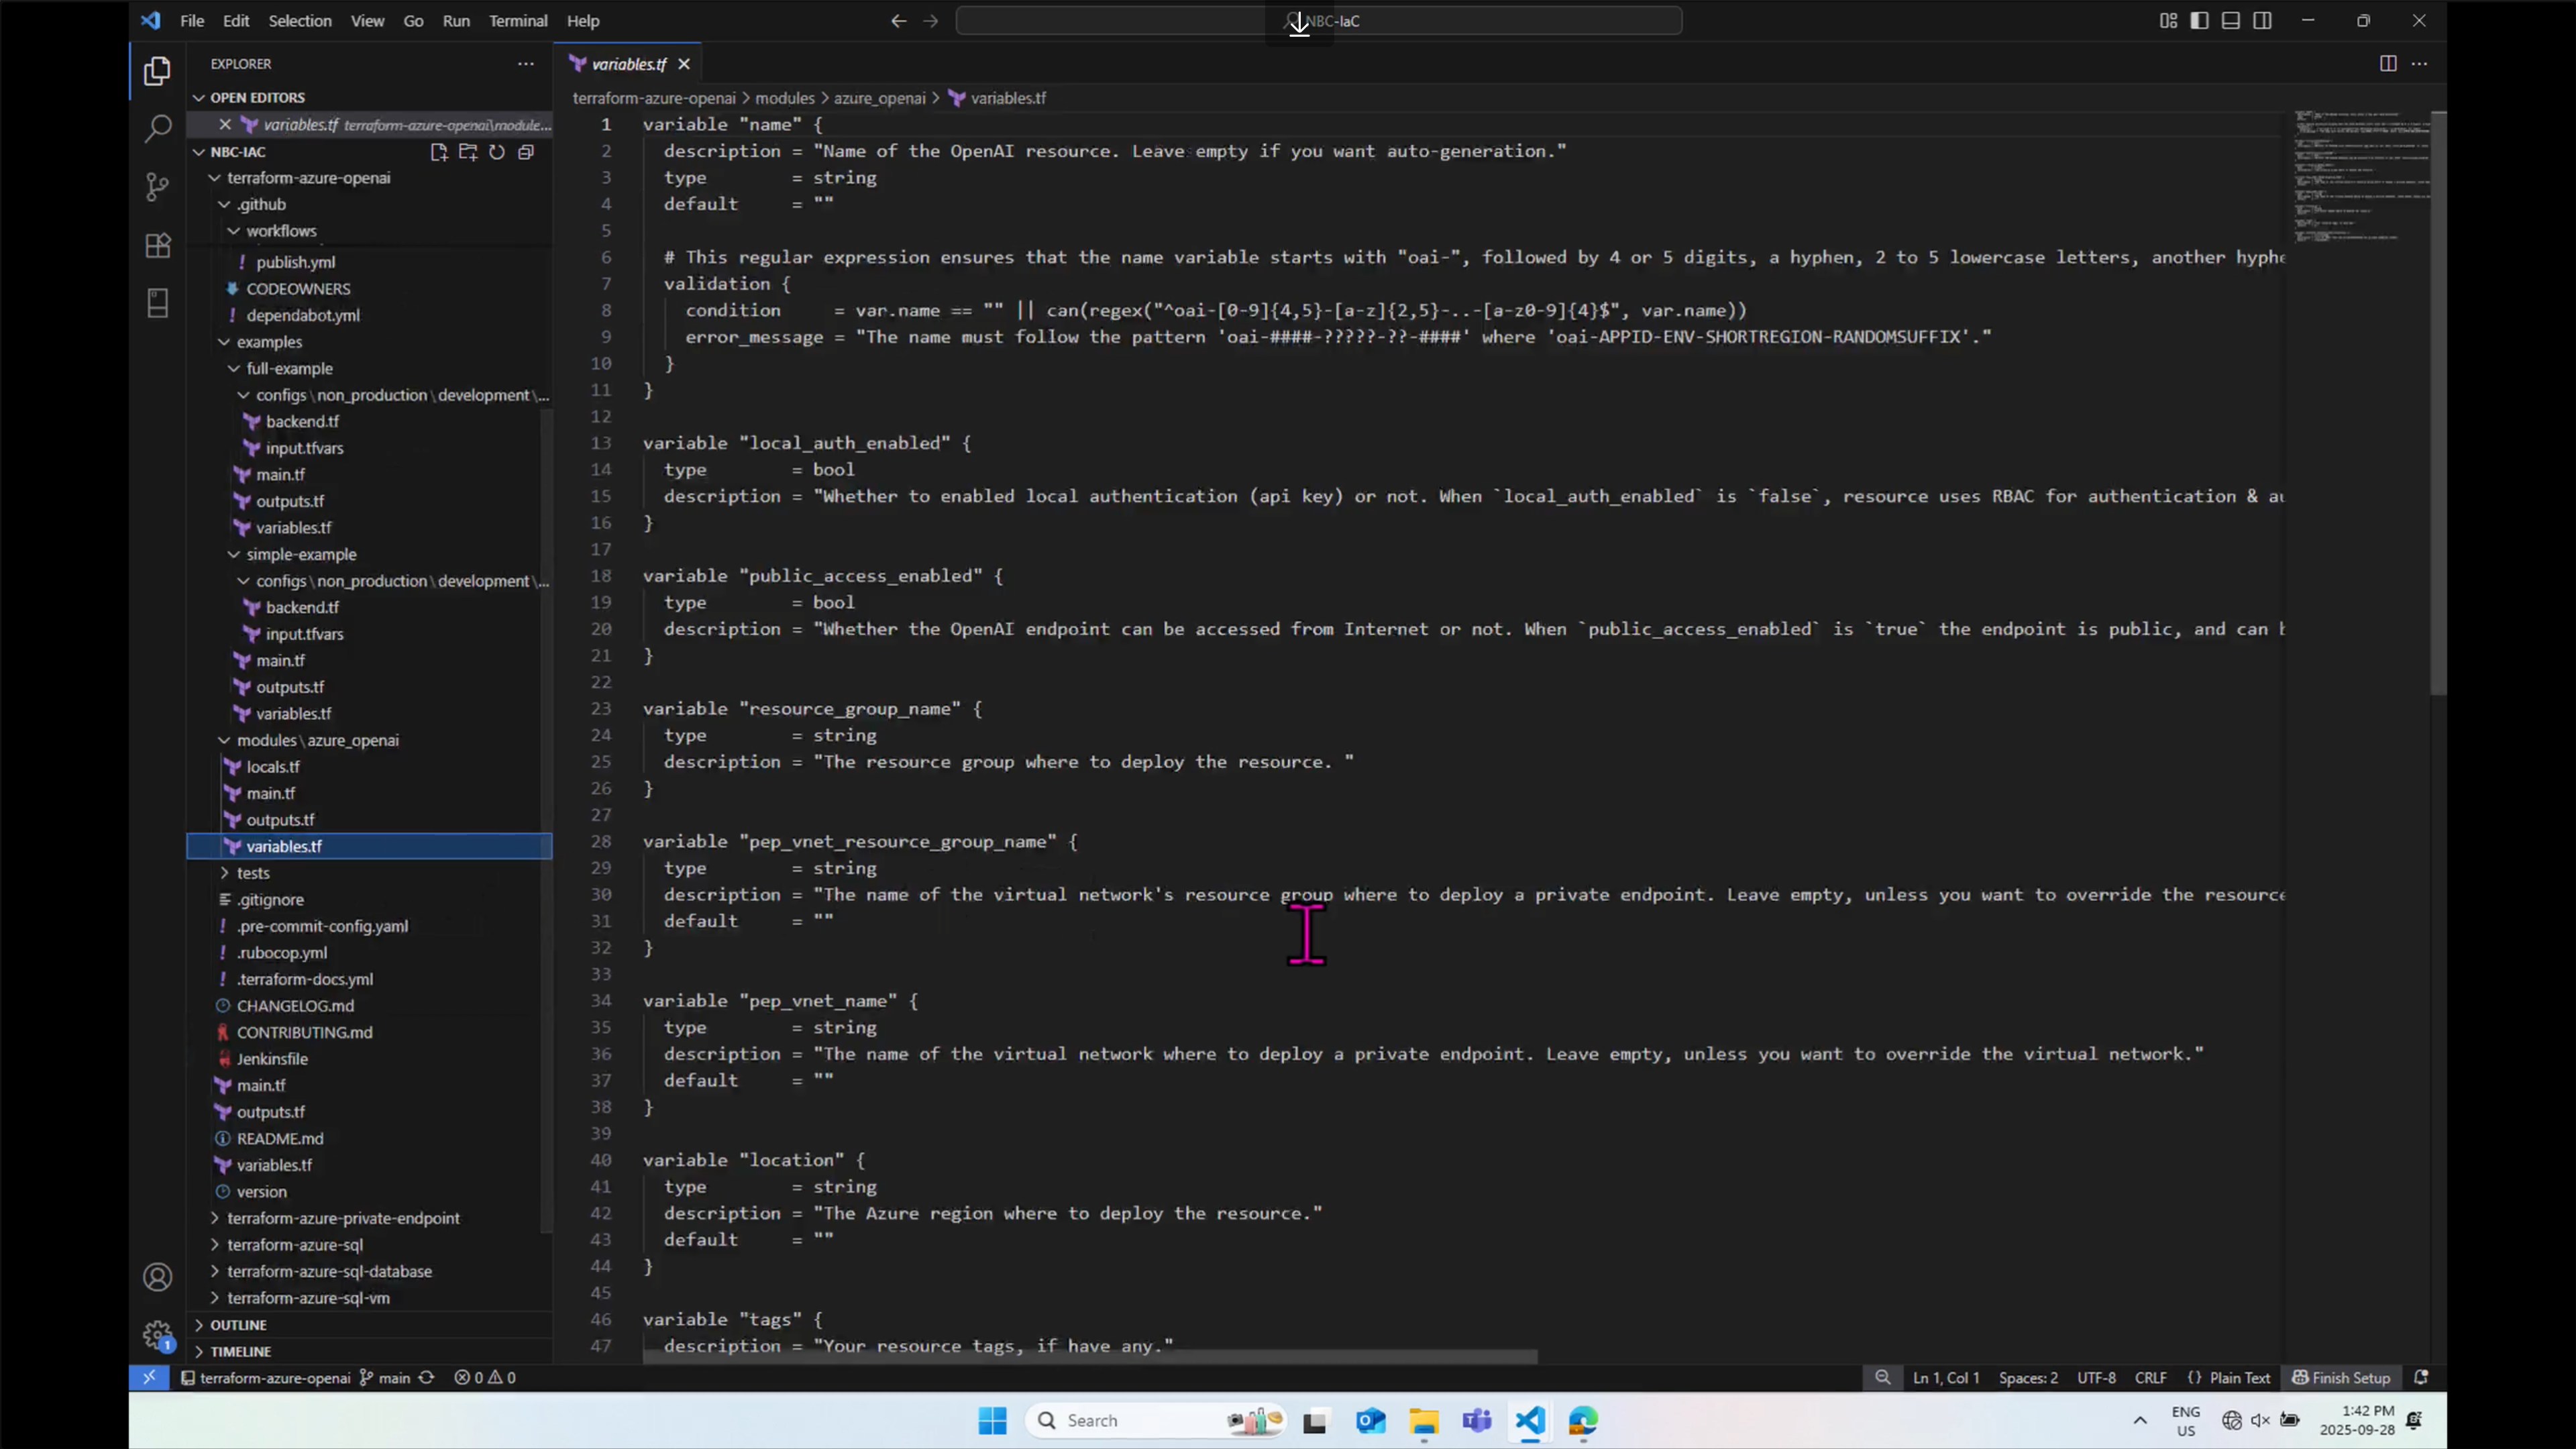 File Edit Selection View Go Run Terminal Help
NBC-IaC
EXPLORER
OPEN EDITORS
variables.tf terraform-azure-openai\module...
NBC-IAC
terraform-azure-openai
.github
workflows
publish.yml
CODEOWNERS
dependabot.yml
examples
full-example
configs\non_production\development\...
backend.tf
input.tfvars
main.tf
outputs.tf
variables.tf
simple-example
configs\non_production\development\...
backend.tf
input.tfvars
main.tf
outputs.tf
variables.tf
modules\azure_openai
locals.tf
main.tf
outputs.tf
variables.tf
tests
.gitignore
.pre-commit-config.yaml
.rubocop.yml
.terraform-docs.yml
CHANGELOG.md
CONTRIBUTING.md
Jenkinsfile
main.tf
outputs.tf
README.md
variables.tf
version
terraform-azure-private-endpoint
terraform-azure-sql
terraform-azure-sql-database
terraform-azure-sql-vm
OUTLINE
TIMELINE
variables.tf
terraform-azure-openai > modules > azure_openai > variables.tf
1 variable "name" {
2 description = "Name of the OpenAI resource. Leave empty if you want auto-generation."
3 type = string
4 default = ""
5
6 # This regular expression ensures that the name variable starts with "oai-", followed by 4 or 5 digits, a hyphen, 2 to 5 lowercase letters, another hyphe
7 validation {
8 condition = var.name == "" || can(regex("^oai-[0-9]{4,5}-[a-z]{2,5}-..-[a-z0-9]{4}$", var.name))
9 error_message = "The name must follow the pattern 'oai-####-?????-??-####' where 'oai-APPID-ENV-SHORTREGION-RANDOMSUFFIX'."
10 }
11 }
12
13 variable "local_auth_enabled" {
14 type = bool
15 description = "Whether to enabled local authentication (api key) or not. When `local_auth_enabled` is `false`, resource uses RBAC for authentication & au
16 }
17
18 variable "public_access_enabled" {
19 type = bool
20 description = "Whether the OpenAI endpoint can be accessed from Internet or not. When `public_access_enabled` is `true` the endpoint is public, and can b
21 }
22
23 variable "resource_group_name" {
24 type = string
25 description = "The resource group where to deploy the resource. "
26 }
27
28 variable "pep_vnet_resource_group_name" {
29 type = string
30 description = "The name of the virtual network's resource group where to deploy a private endpoint. Leave empty, unless you want to override the resource
31 default = ""
32 }
33
34 variable "pep_vnet_name" {
35 type = string
36 description = "The name of the virtual network where to deploy a private endpoint. Leave empty, unless you want to override the virtual network."
37 default = ""
38 }
39
40 variable "location" {
41 type = string
42 description = "The Azure region where to deploy the resource."
43 default = ""
44 }
45
46 variable "tags" {
47 description = "Your resource tags, if have any."
terraform-azure-openai main 0 0
Ln 1, Col 1 Spaces: 2 UTF-8 CRLF {} Plain Text Finish Setup
1
Search
ENG
US
1:42 PM
2025-09-28